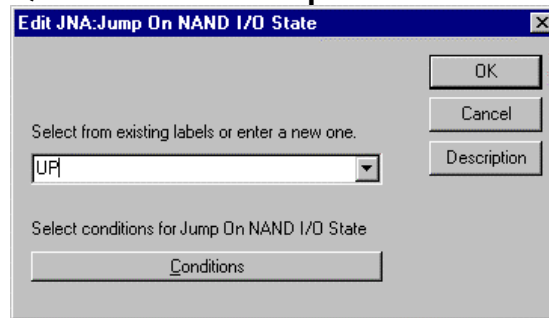 Edit JNA:Jump On NAND I/O State
OK
Cancel
Select from existing labels or enter a new one.
Description
UP
Select conditions for Jump On NAND I/O State
Conditions